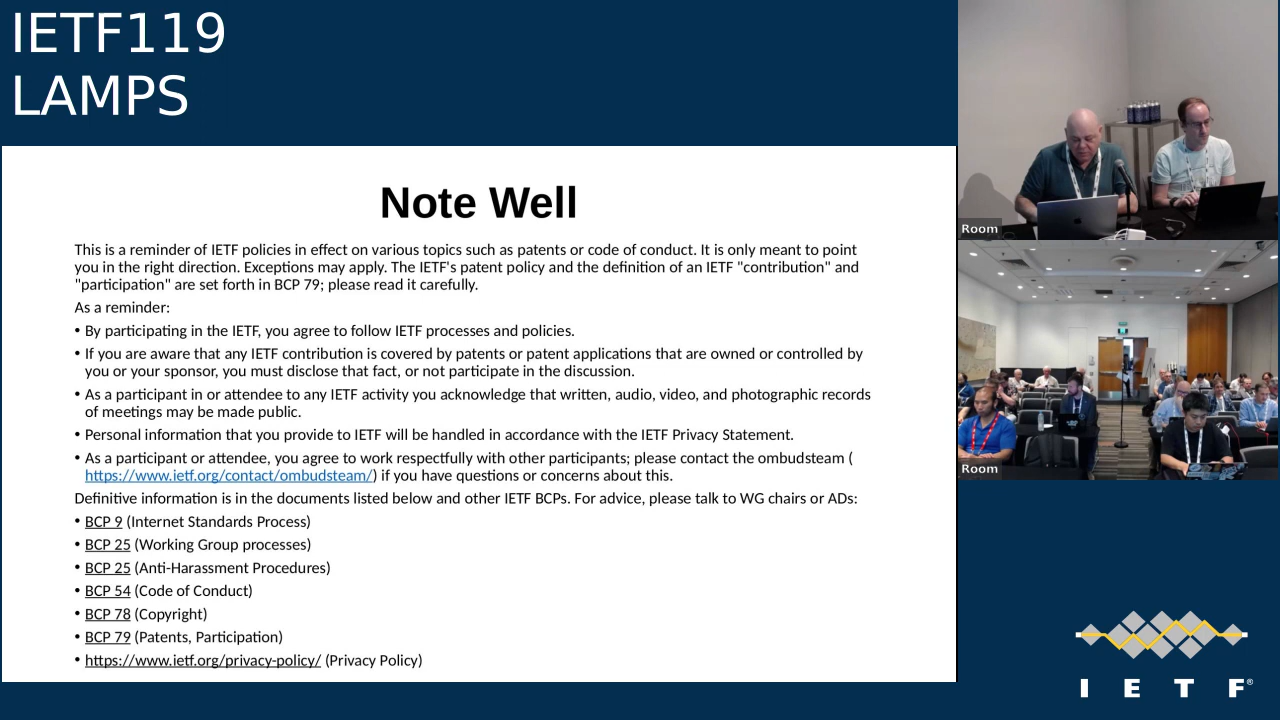 IETF119
LAMPS
Note Well
This is a reminder of IETF policies in effect on various topics such as patents or code of conduct. It is only meant to point
you in the right direction. Exceptions may apply. The IETF's patent policy and the definition of an IETF "contribution" and
"participation" are set forth in BCP 79; please read it carefully.
As a reminder:
• By participating in the IETF, you agree to follow IETF processes and policies.
• If you are aware that any IETF contribution is covered by patents or patent applications that are owned or controlled by
you or your sponsor, you must disclose that fact, or not participate in the discussion.
• As a participant in or attendee to any IETF activity you acknowledge that written, audio, video, and photographic records
of meetings may be made public.
• Personal information that you provide to IETF will be handled in accordance with the IETF Privacy Statement.
• As a participant or attendee, you agree to work respectfully with other participants; please contact the ombudsteam (
https://www.ietf.org/contact/ombudsteam/) if you have questions or concerns about this.
Definitive information is in the documents listed below and other IETF BCPs. For advice, please talk to WG chairs or ADs:
• BCP 9 (Internet Standards Process)
• BCP 25 (Working Group processes)
• BCP 25 (Anti-Harassment Procedures)
• BCP 54 (Code of Conduct)
• BCP 78 (Copyright)
• BCP 79 (Patents, Participation)
• https://www.ietf.org/privacy-policy/ (Privacy Policy)
Room
Room
I E T F®